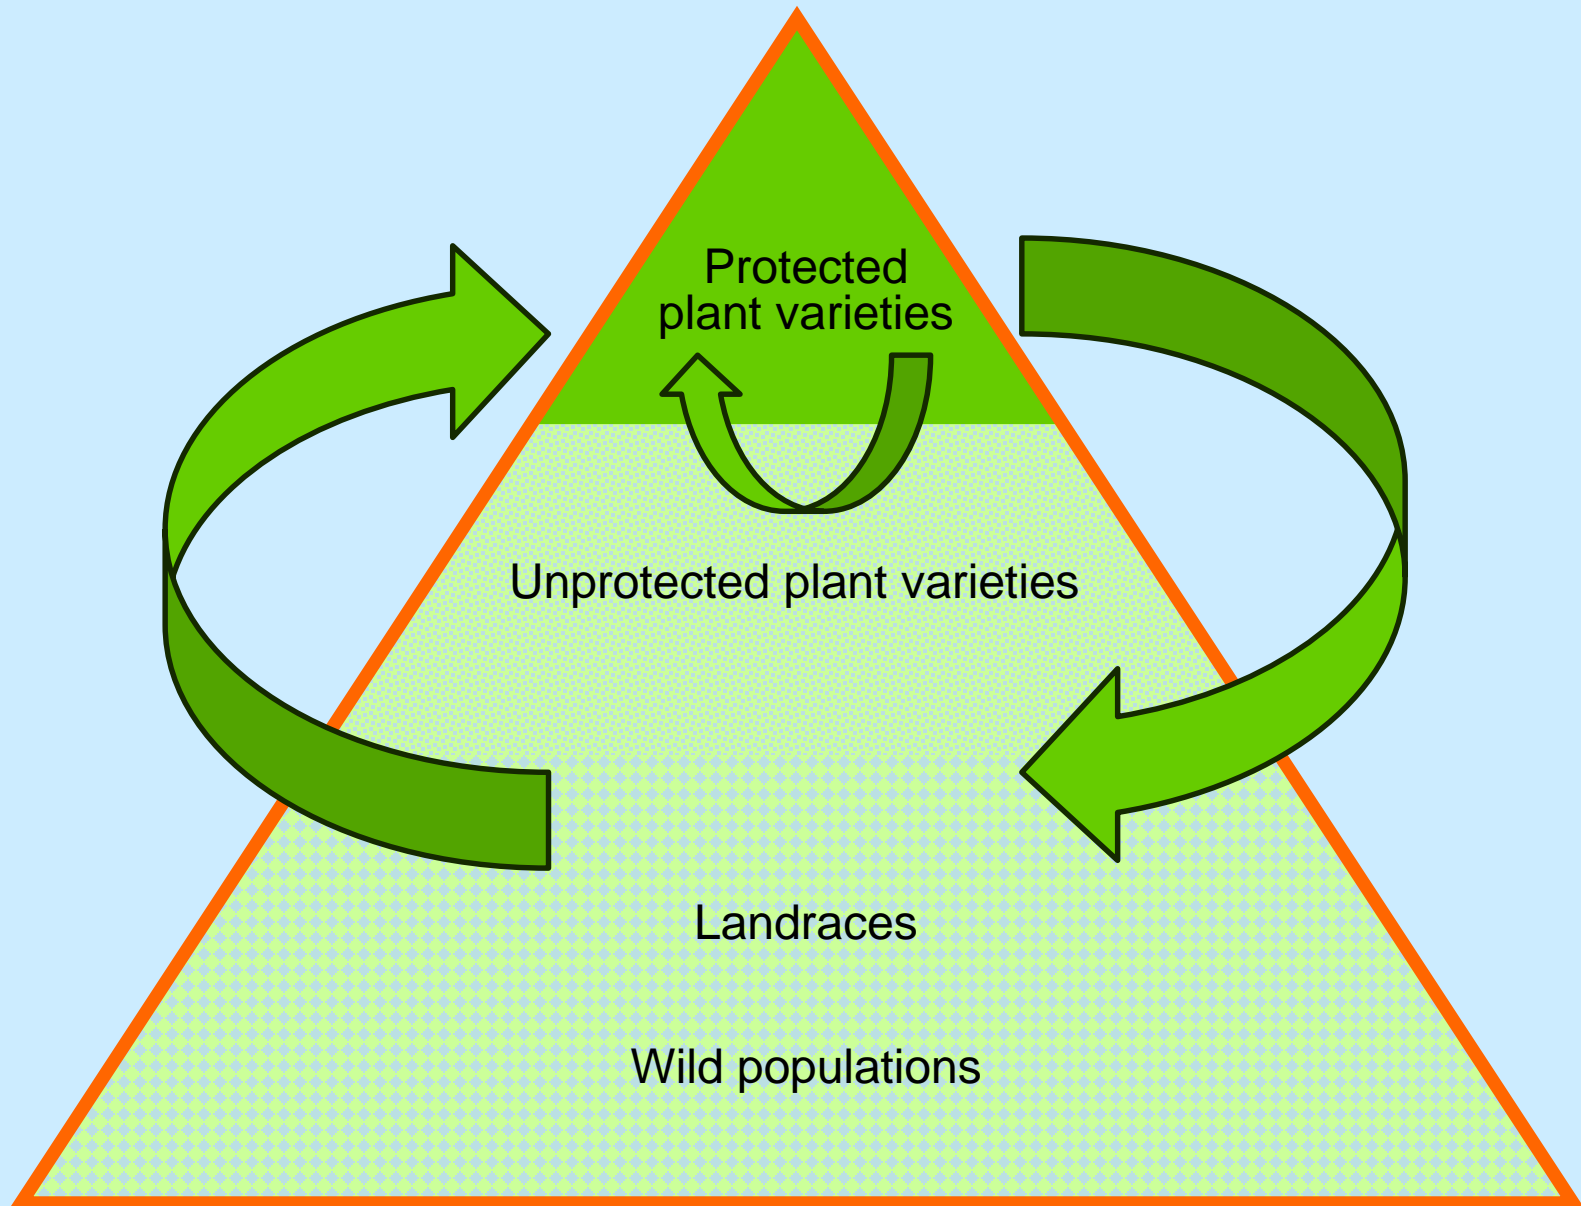 Protected
plant varieties
Unprotected plant varieties
Landraces
Wild populations